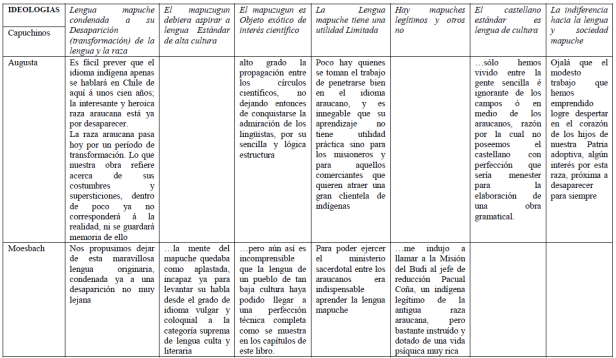 IDEOLOGIAS
Capuchinos
Lengua mapuche
condenada a su
Desaparición
(transformación) de la
lengua y la raza
El mapuzugun
debiera aspirar a
lengua Estándar
de alta cultura
El mapuzugun es
Objeto exótico de
interés científico
La Lengua
mapuche tiene una
utilidad Limitada
Hay mapuches
legítimos y otros
no
El castellano
estándar es
lengua de cultura
La indiferencia
hacia la lengua
y sociedad
mapuche
Augusta
Es fácil prever que el
idioma indígena apenas
se hablará en Chile de
aquí á unos cien años;
la interesante y heroica
raza araucana está ya
por desaparecer.
La raza araucana pasa
hoy por un período de
transformación. Lo que
nuestra obra refiere
acerca de sus
costumbres y
supersticiones, dentro
de poco ya no
corresponderá á la
realidad, ni se guardará
memoria de ello
alto grado la
propagación entre
los círculos
científicos, no
dejando entonces
de conquistarse la
admiración de los
lingüistas, por su
sencilla y lógica
estructura
Poco hay quienes
se toman el trabajo
de penetrarse bien
en el idioma
araucano, y es
innegable que su
aprendizaje no
tiene utilidad
práctica sino para
los misioneros y
para aquellos
comerciantes que
quieren atraer una
gran clientela de
indígenas
…sólo hemos
vivido entre la
gente sencilla é
ignorante de los
campos ó en
medio de los
araucanos, razón
por la cual no
poseemos el
castellano con
perfección que
sería menester
para la
elaboración de
una obra
gramatical.
Ojalá que el
modesto
trabajo que
hemos
emprendido
logre despertar
en el corazón
de los hijos de
nuestra Patria
adoptiva, algún
interés por esta
raza, próxima a
desaparecer
para siempre
Moesbach
Nos propusimos dejar
de esta maravillosa
lengua originaria,
condenada ya a una
desaparición no muy
lejana
…la mente del
mapuche quedaba
como aplastada,
incapaz ya para
levantar su habla
desde el grado de
idioma vulgar y
coloquial a la
categoría suprema
de lengua culta y
literaria
…pero aún así es
incomprensible
que la lengua de
un pueblo de tan
baja cultura haya
podido llegar a
una perfección
técnica completa
como se muestra
en los capítulos de
este libro.
Para poder ejercer
el ministerio
sacerdotal entre los
araucanos era
indispensable
aprender la lengua
mapuche
…me indujo a
llamar a la Misión
del Budi al jefe de
reducción Pacual
Coña, un indígena
legítimo de la
antigua raza
araucana, pero
bastante instruido y
dotado de una vida
psíquica muy rica